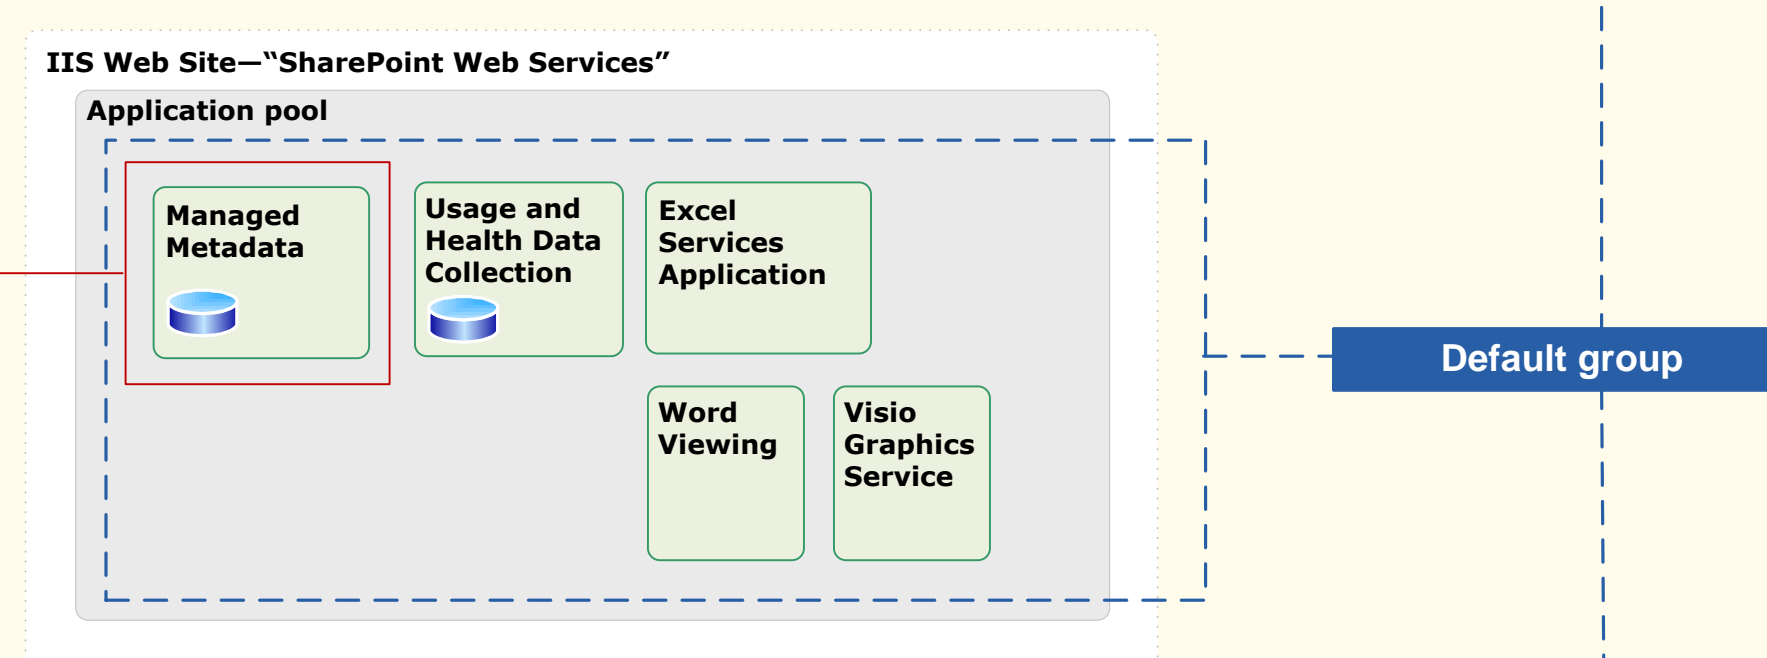 IIS Web Site—“SharePoint Web Services”
Application pool
Managed
Metadata
Usage and
Health Data
Collection
Excel
Services
Application
Word
Viewing
Visio
Graphics
Service
Default group